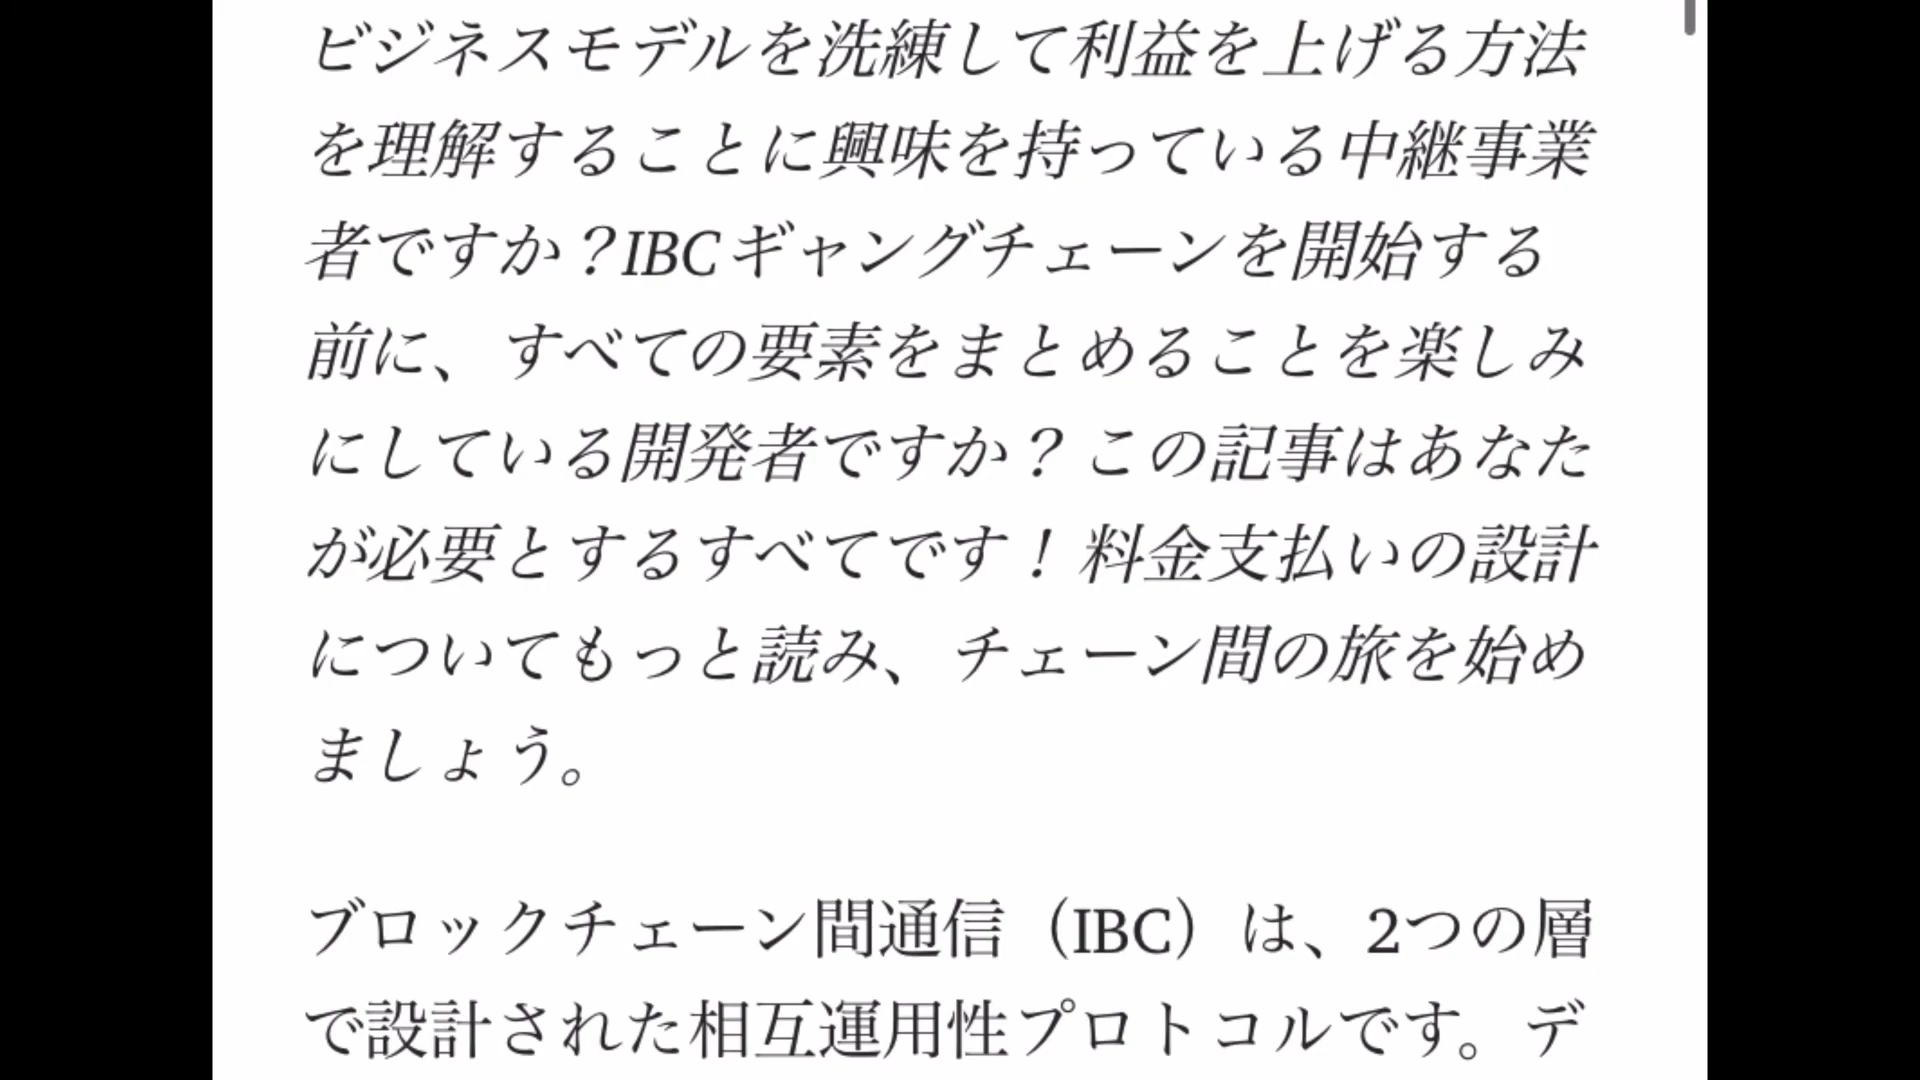 ビジネスモデルを洗練して利益を上げる方法
を理解することに興味を持っている中継事業
者ですか？IBCギャングチェーンを開始する
前に、すべての要素をまとめることを楽しみ
にしている開発者ですか？この記事はあなた
が必要とするすべてです！料金支払いの設計
についてもっと読み、チェーン間の旅を始め
ましょう。
ブロックチェーン間通信（IBC）は、2つの層
で設計された相互運用性プロトコルです。デ